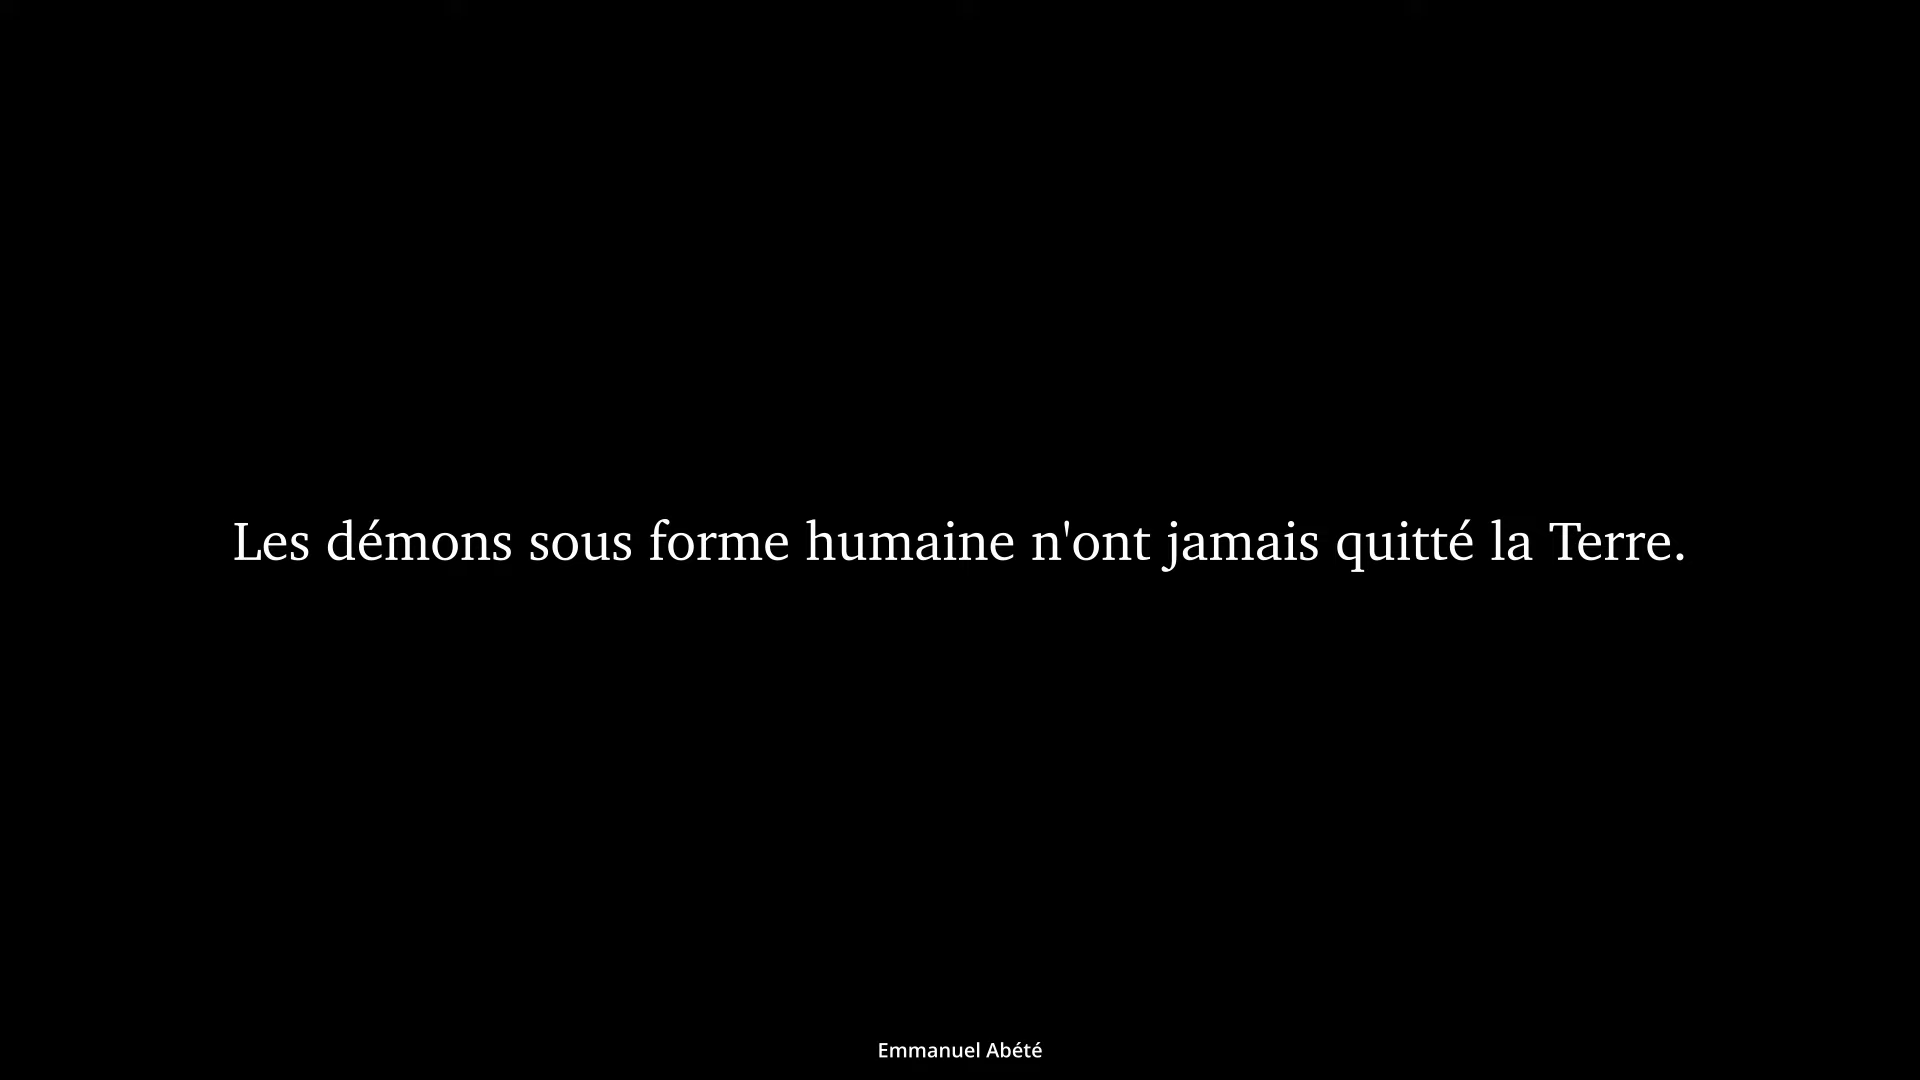 Les démons sous forme humaine n'ont jamais quitté la Terre.
Emmanuel Abété